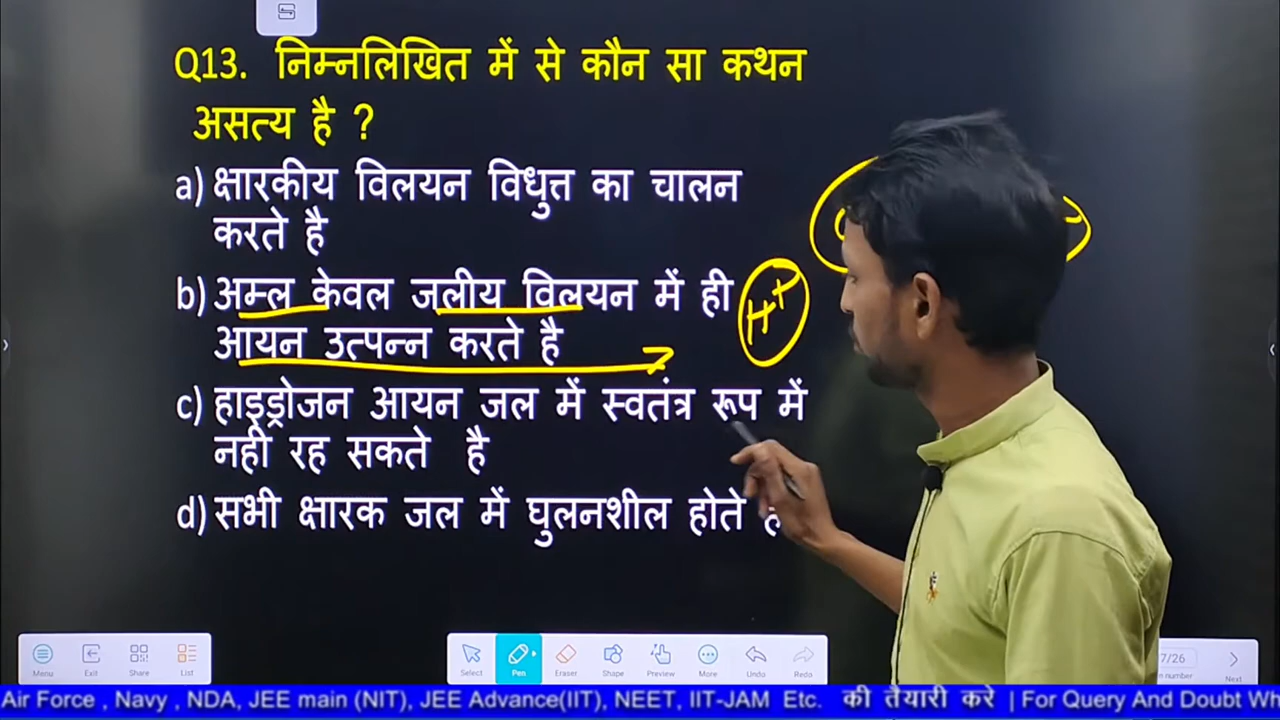 Q13. निम्नलिखित में से कौन सा कथन
असत्य है ?
a) क्षारकीय विलयन विधुत्त का चालन
करते है
b) अम्ल केवल जलीय विलयन में ही
आयन उत्पन्न करते है
H+
c) हाइड्रोजन आयन जल में स्वतंत्र रूप में
नही रह सकते है
d) सभी क्षारक जल में घुलनशील होते है
Menu Exit Share List Select Pen Eraser Shape Preview More Undo Redo 7/26 Next
Air Force , Navy , NDA, JEE main (NIT), JEE Advance(IIT), NEET, IIT-JAM Etc. की तैयारी करे | For Query And Doubt